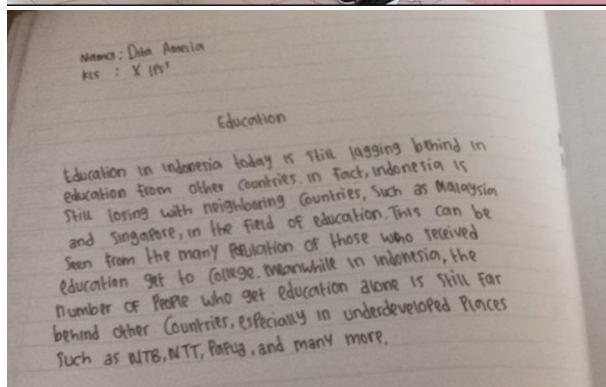 Nama : Dita Amelia
Kls : X IPS¹
Education
Education in indonesia today is still lagging behind in
education from other countries. in fact, indonesia is
still losing with neighboring countries, such as malaysia
and singapore, in the field of education. This can be
seen from the many population of those who received
education get to college. meanwhile in indonesia, the
number of people who get education alone is still far
behind other countries, especially in underdeveloped places
such as NTB, NTT, Papua, and many more.